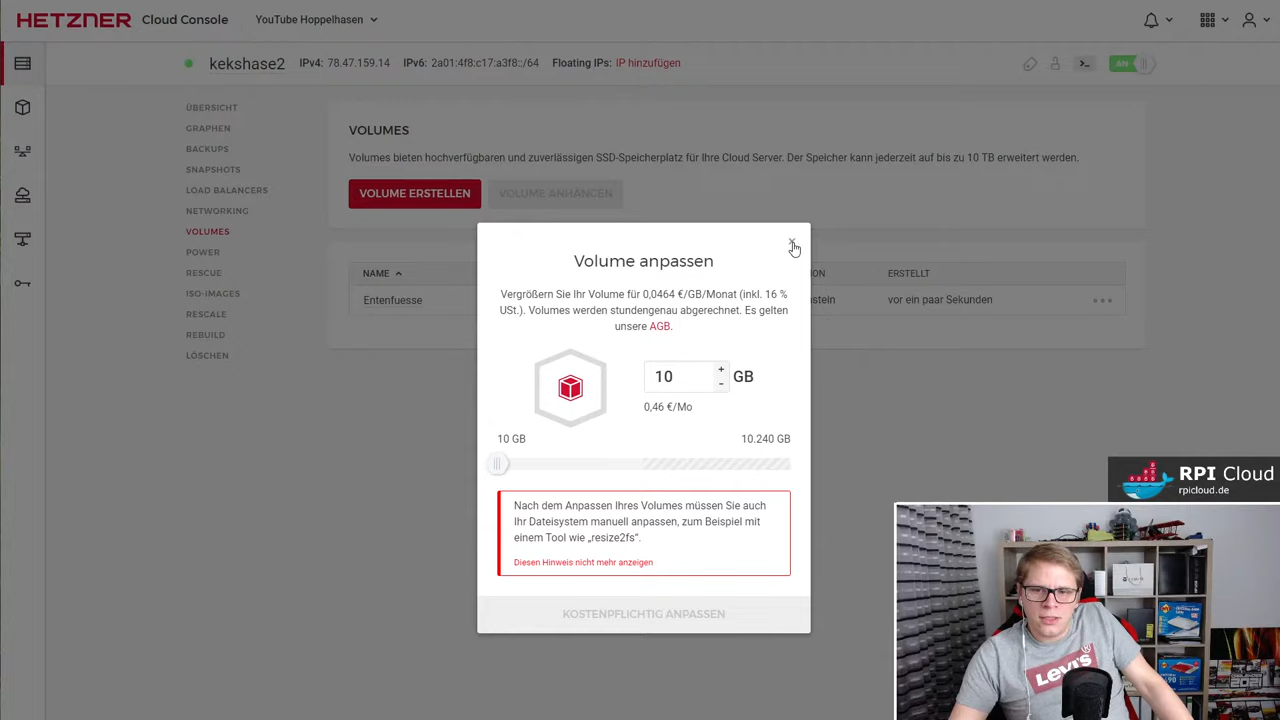 HETZNER Cloud Console YouTube Hoppelhasen
kekshase2 IPv4: 78.47.159.14 IPv6: 2a01:4f8:c17:a3f8::/64 Floating IPs: IP hinzufügen AN
ÜBERSICHT
GRAPHEN
BACKUPS
SNAPSHOTS
LOAD BALANCERS
NETWORKING
VOLUMES
POWER
RESCUE
ISO-IMAGES
RESCALE
REBUILD
LÖSCHEN
VOLUMES
Volumes bieten hochverfügbaren und zuverlässigen SSD-Speicherplatz für Ihre Cloud Server. Der Speicher kann jederzeit auf bis zu 10 TB erweitert werden.
VOLUME ERSTELLEN VOLUME ANHÄNGEN
NAME ION ERSTELLT
Entenfuesse nstein vor ein paar Sekunden
Volume anpassen
Vergrößern Sie Ihr Volume für 0,0464 €/GB/Monat (inkl. 16 %
USt.). Volumes werden stundengenau abgerechnet. Es gelten
unsere AGB.
10 + - GB
0,46 €/Mo
10 GB 10.240 GB
Nach dem Anpassen Ihres Volumes müssen Sie auch
Ihr Dateisystem manuell anpassen, zum Beispiel mit
einem Tool wie „resize2fs“.
Diesen Hinweis nicht mehr anzeigen
KOSTENPFLICHTIG ANPASSEN
RPI Cloud
rpicloud.de
Levi's